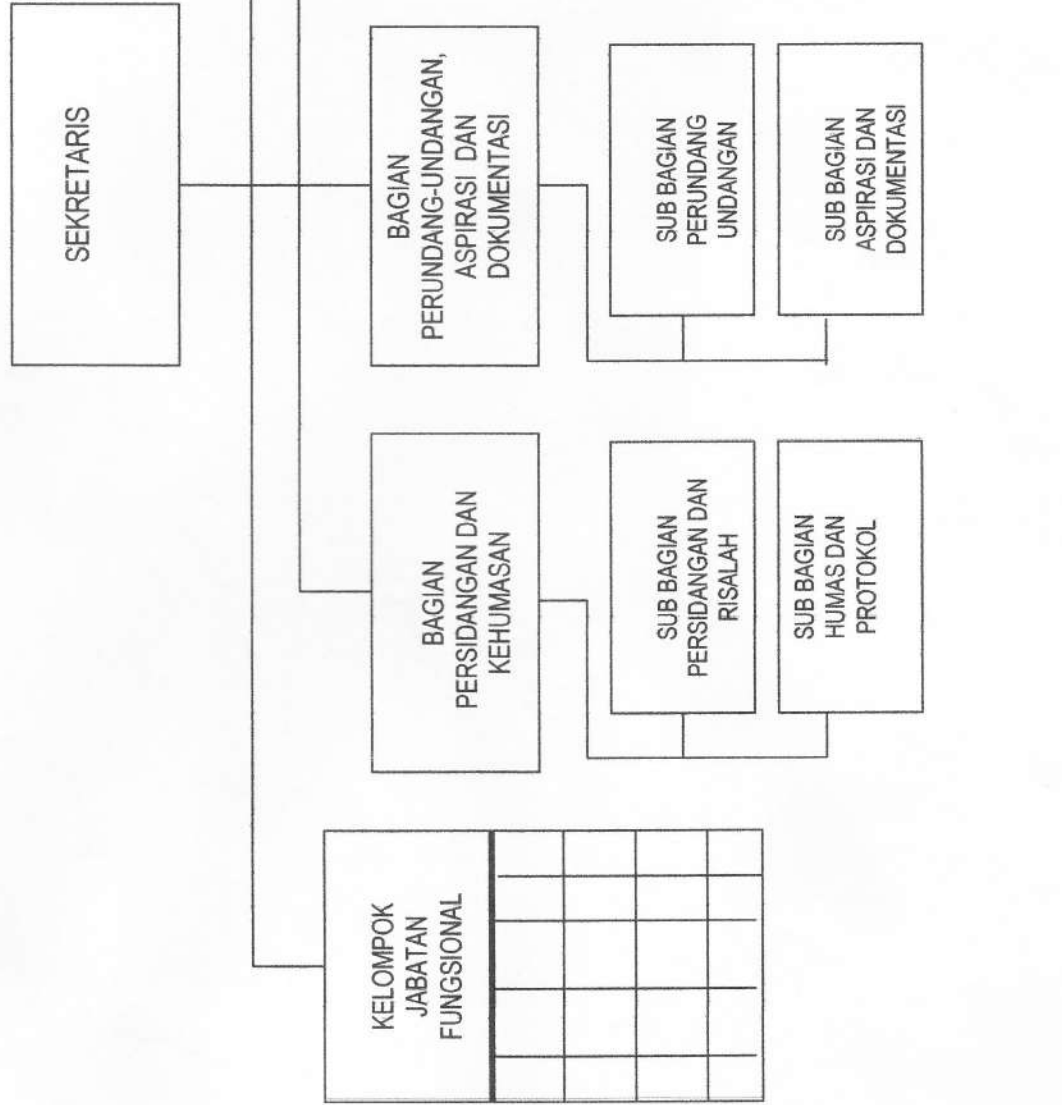 SEKRETARIS
KELOMPOK
JABATAN
FUNGSIONAL
BAGIAN
PERSIDANGAN DAN
KEHUMASAN
BAGIAN
PERUNDANG-UNDANGAN,
ASPIRASI DAN
DOKUMENTASI
SUB BAGIAN
PERSIDANGAN DAN
RISALAH
SUB BAGIAN
PERUNDANG
UNDANGAN
SUB BAGIAN
HUMAS DAN
PROTOKOL
SUB BAGIAN
ASPIRASI DAN
DOKUMENTASI